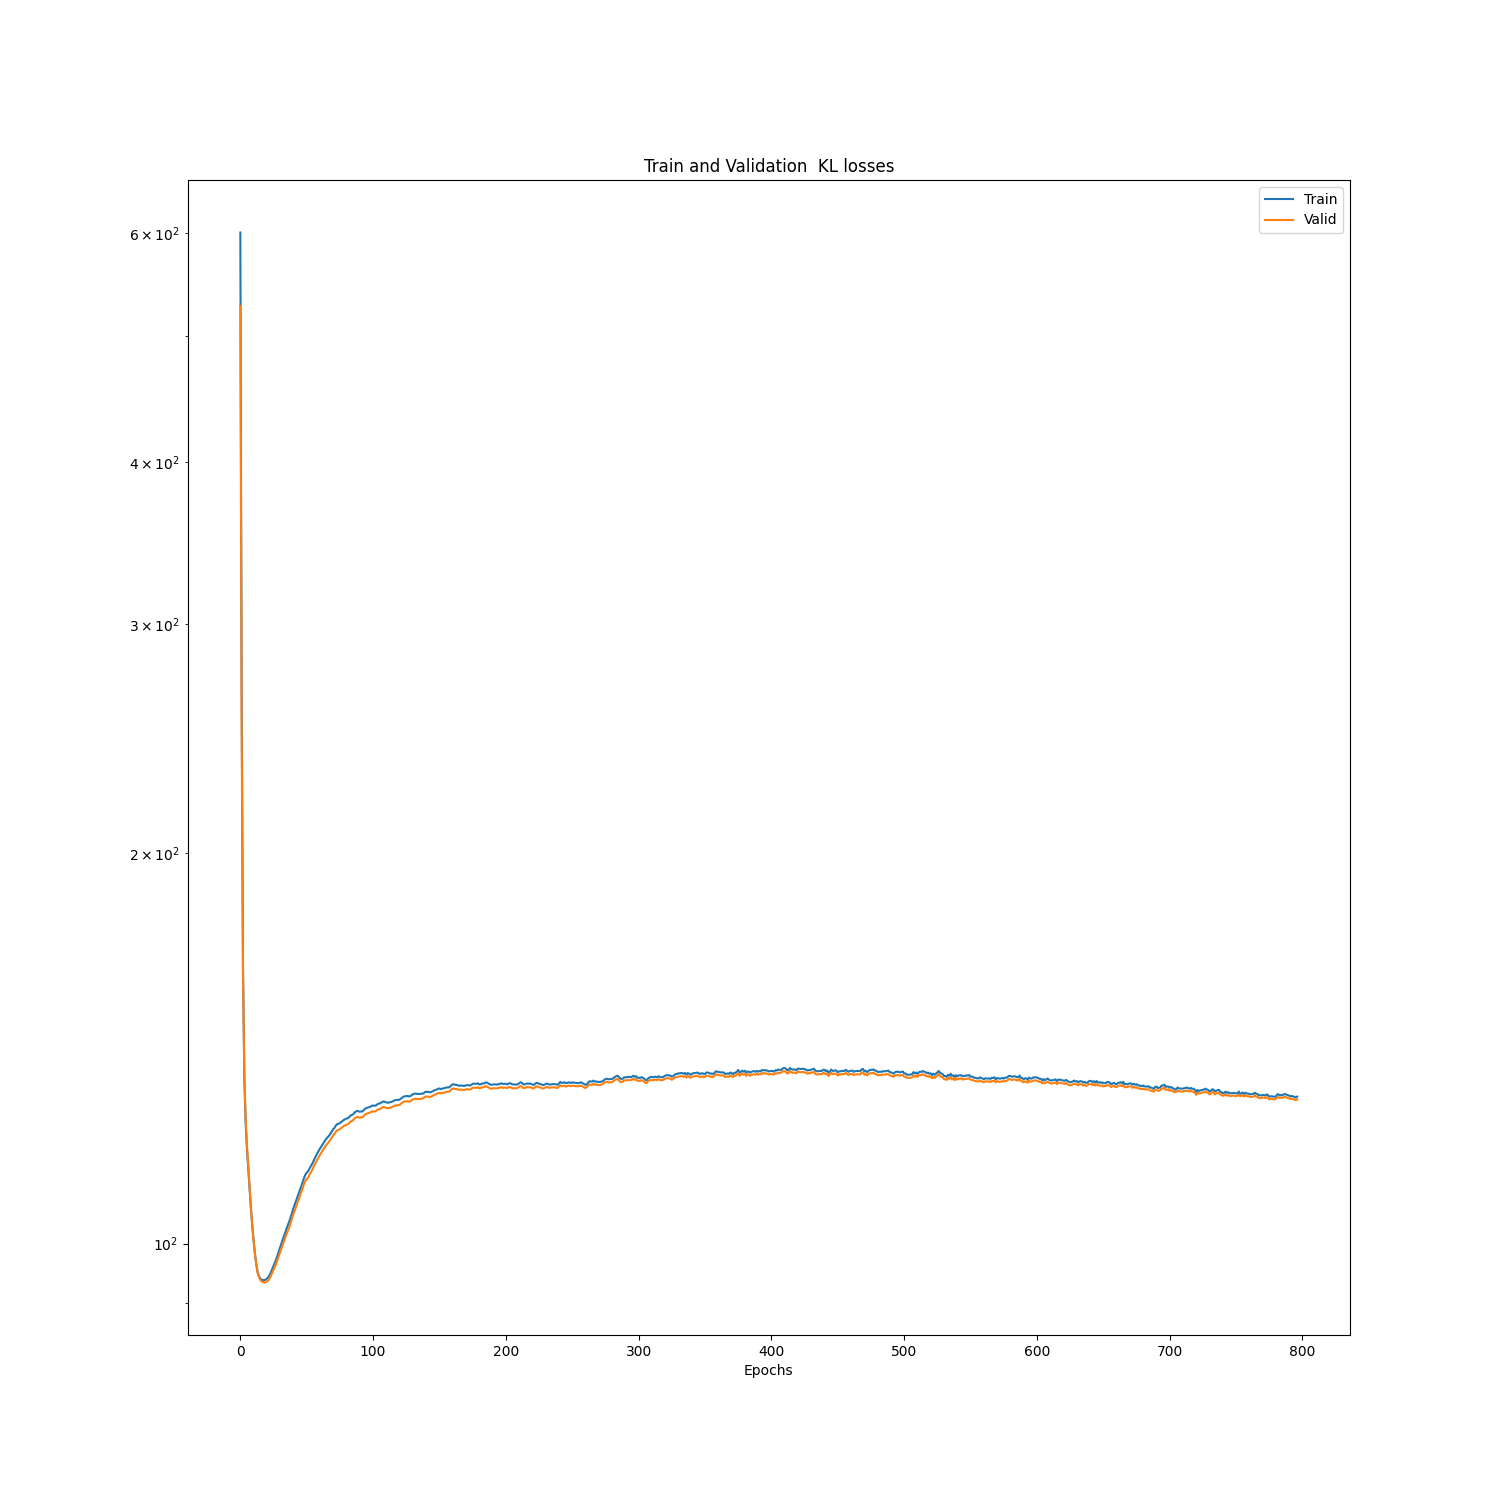 Train and Validation  KL losses
Train
Valid
6 × 10²
4 × 10²
3 × 10²
2 × 10²
10²
0 100 200 300 400 500 600 700 800
Epochs